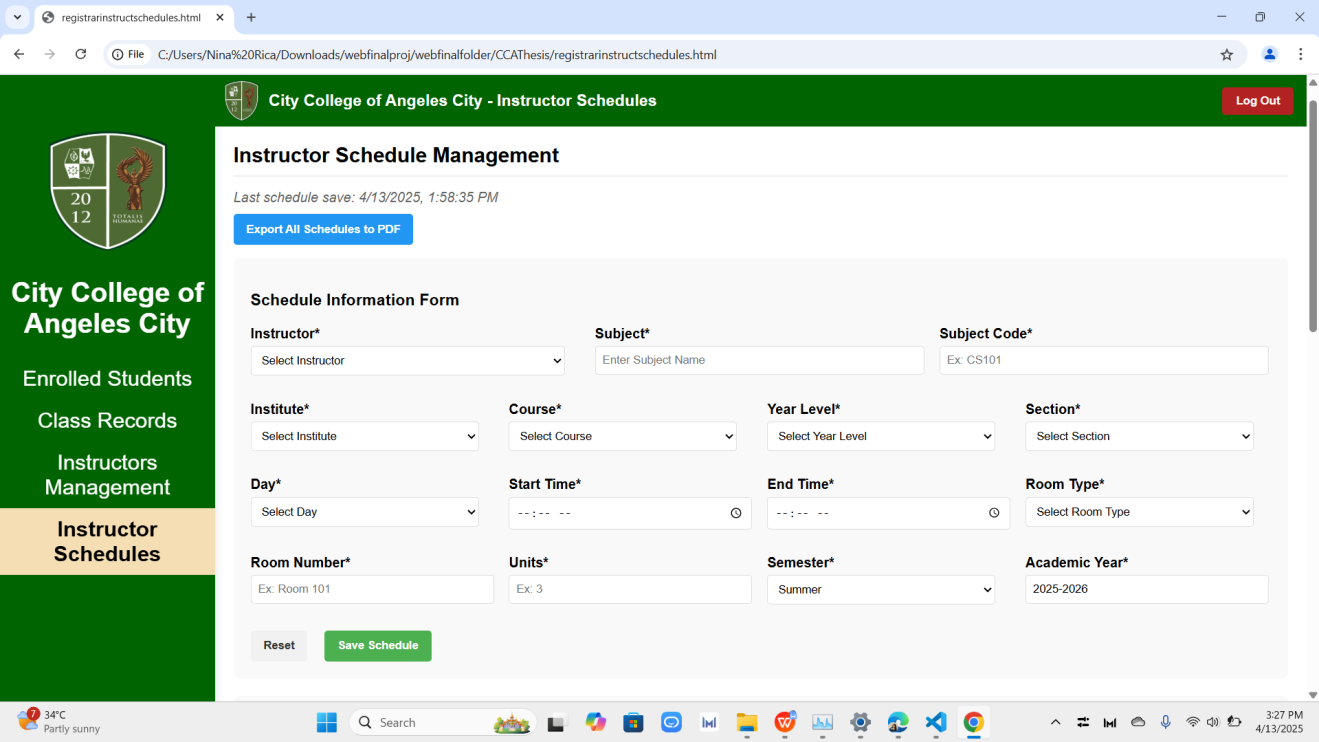 registrarinstructschedules.html
File
C:/Users/Nina%20Rica/Downloads/webfinalproj/webfinalfolder/CCAThesis/registrarinstructschedules.html
City College of Angeles City - Instructor Schedules
Log Out
20
12
TOTALIS
HUMANAE
City College of
Angeles City
Enrolled Students
Class Records
Instructors
Management
Instructor
Schedules
Instructor Schedule Management
Last schedule save: 4/13/2025, 1:58:35 PM
Export All Schedules to PDF
Schedule Information Form
Instructor* Subject* Subject Code*
Select Instructor Enter Subject Name Ex: CS101
Institute* Course* Year Level* Section*
Select Institute Select Course Select Year Level Select Section
Day* Start Time* End Time* Room Type*
Select Day --:-- -- --:-- -- Select Room Type
Room Number* Units* Semester* Academic Year*
Ex: Room 101 Ex: 3 Summer 2025-2026
Reset Save Schedule
7
34°C
Partly sunny
Search
3:27 PM
4/13/2025